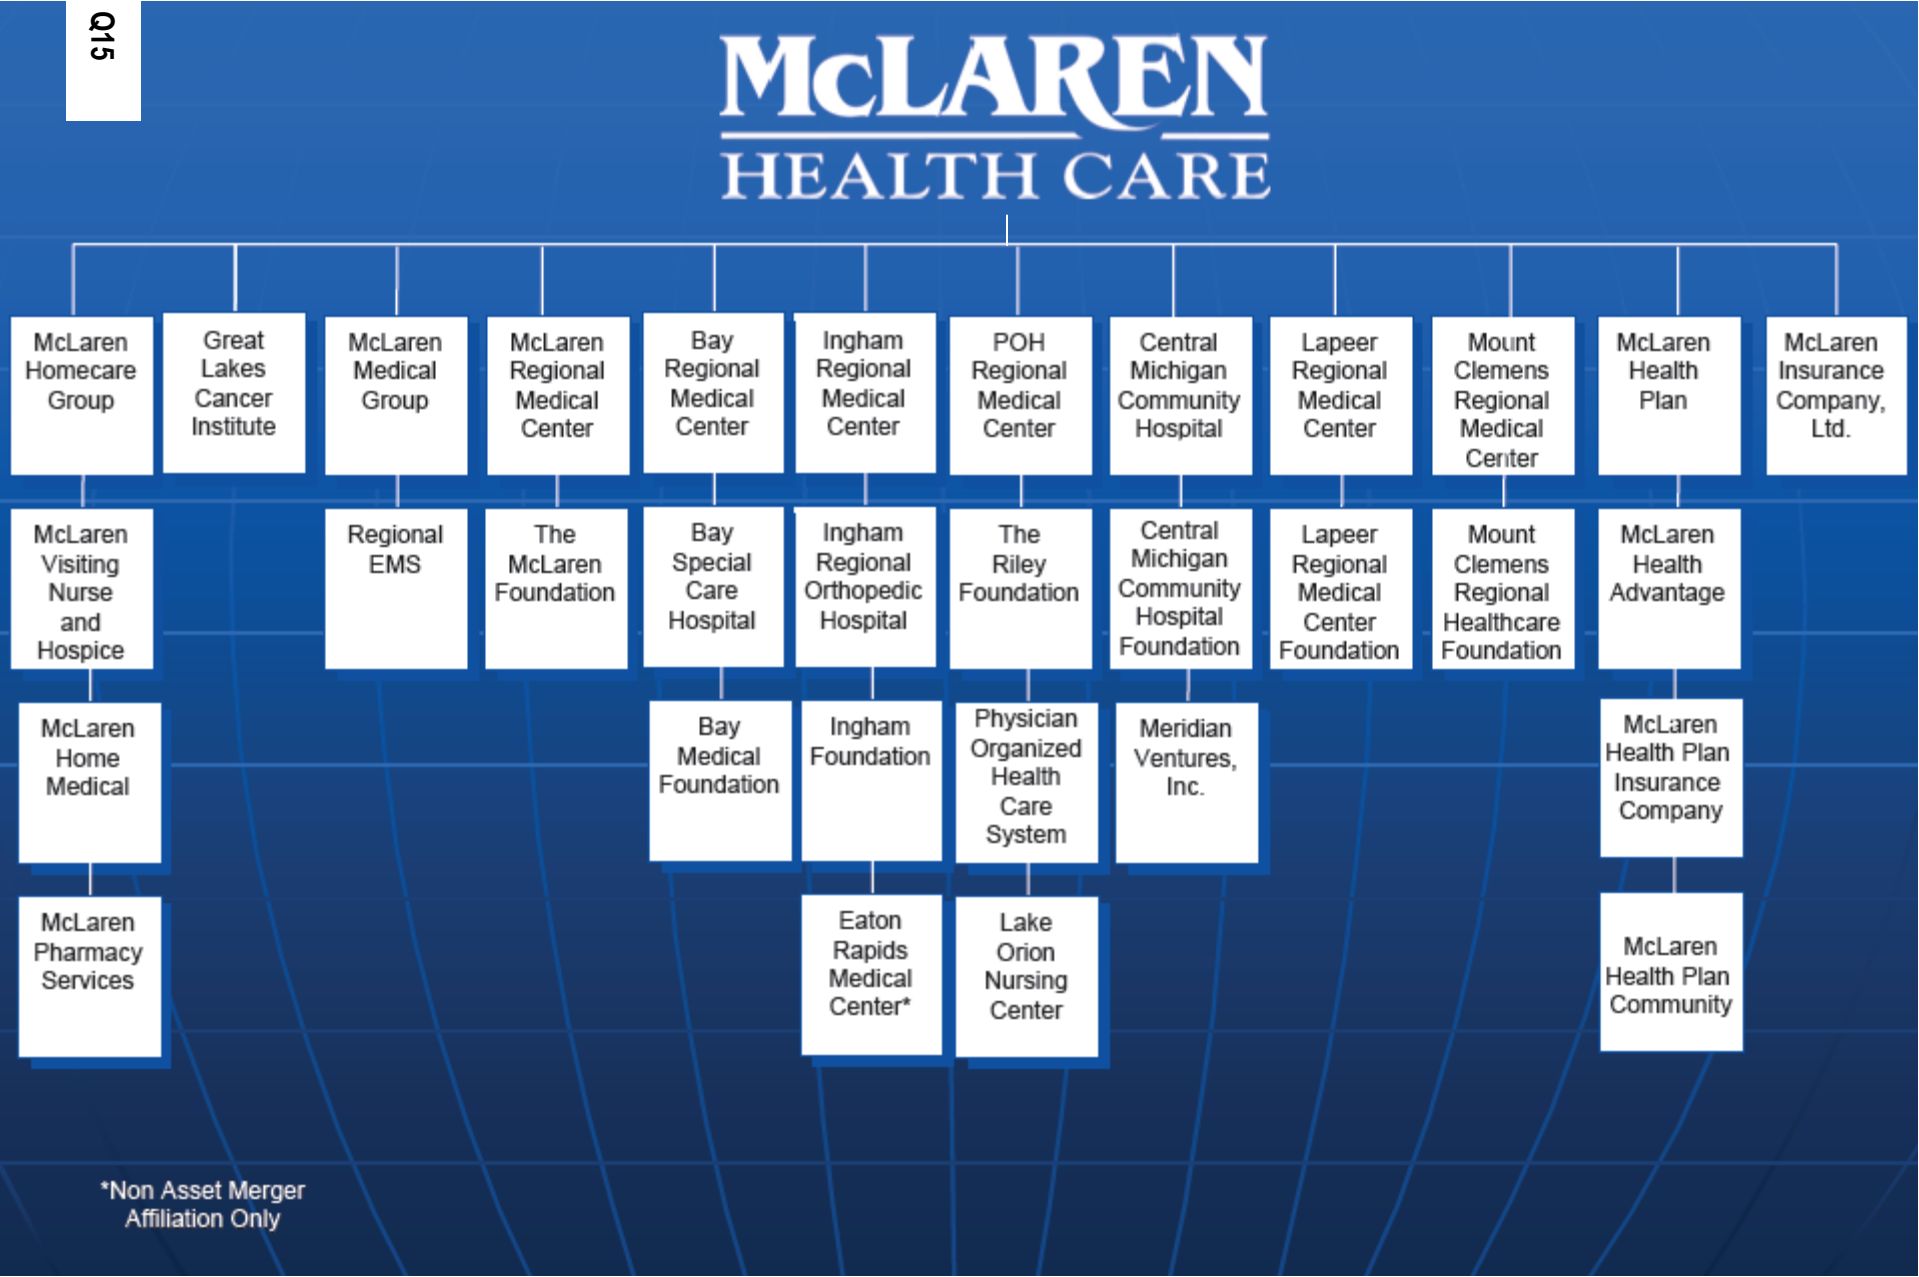 Q15
McLAREN
HEALTH CARE
McLaren
Homecare
Group
Great
Lakes
Cancer
Institute
McLaren
Medical
Group
McLaren
Regional
Medical
Center
Bay
Regional
Medical
Center
Ingham
Regional
Medical
Center
POH
Regional
Medical
Center
Central
Michigan
Community
Hospital
Lapeer
Regional
Medical
Center
Mount
Clemens
Regional
Medical
Center
McLaren
Health
Plan
McLaren
Insurance
Company,
Ltd.
McLaren
Visiting
Nurse
and
Hospice
Regional
EMS
The
McLaren
Foundation
Bay
Special
Care
Hospital
Ingham
Regional
Orthopedic
Hospital
The
Riley
Foundation
Central
Michigan
Community
Hospital
Foundation
Lapeer
Regional
Medical
Center
Foundation
Mount
Clemens
Regional
Healthcare
Foundation
McLaren
Health
Advantage
McLaren
Home
Medical
Bay
Medical
Foundation
Ingham
Foundation
Physician
Organized
Health
Care
System
Meridian
Ventures,
Inc.
McLaren
Health Plan
Insurance
Company
McLaren
Pharmacy
Services
Eaton
Rapids
Medical
Center*
Lake
Orion
Nursing
Center
McLaren
Health Plan
Community
*Non Asset Merger
Affiliation Only